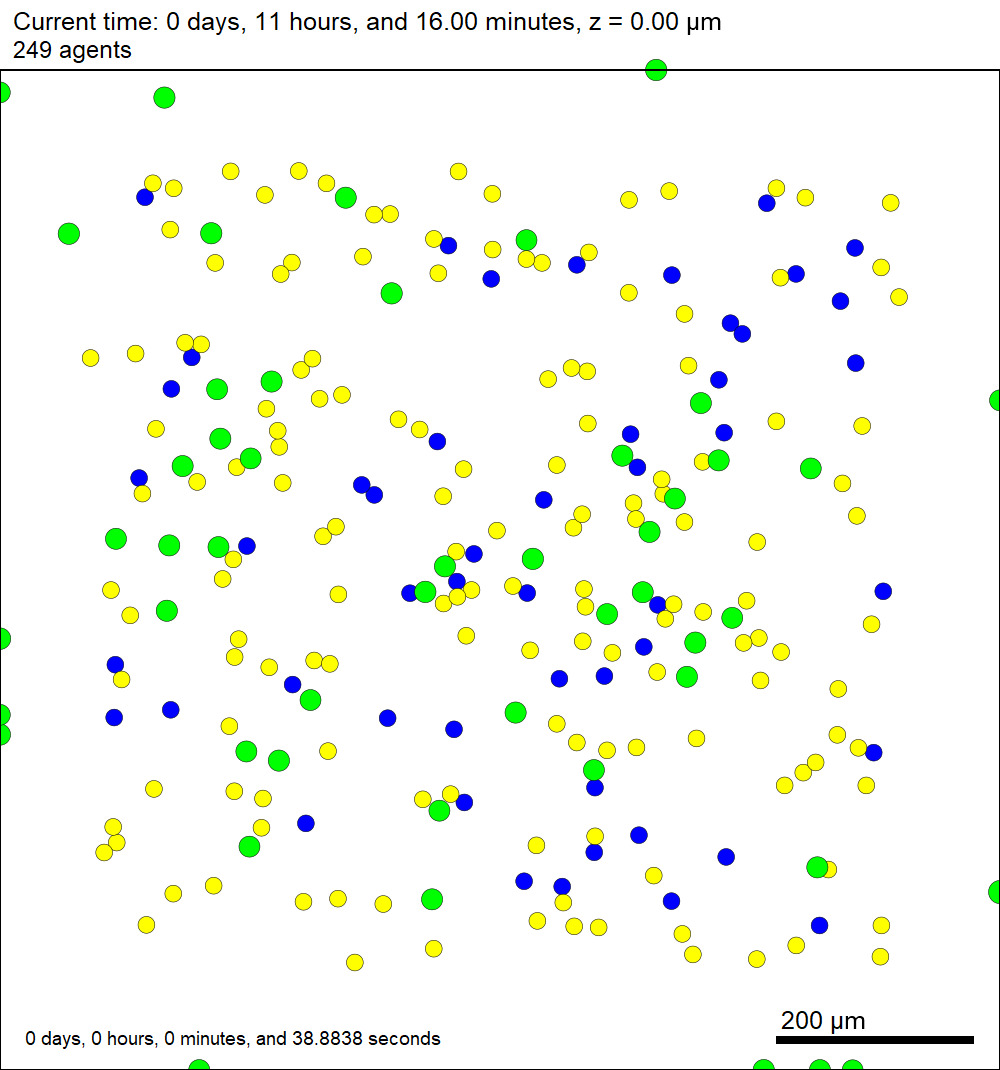 Current time: 0 days, 11 hours, and 16.00 minutes, z = 0.00 µm
249 agents
200 µm
0 days, 0 hours, 0 minutes, and 38.8838 seconds